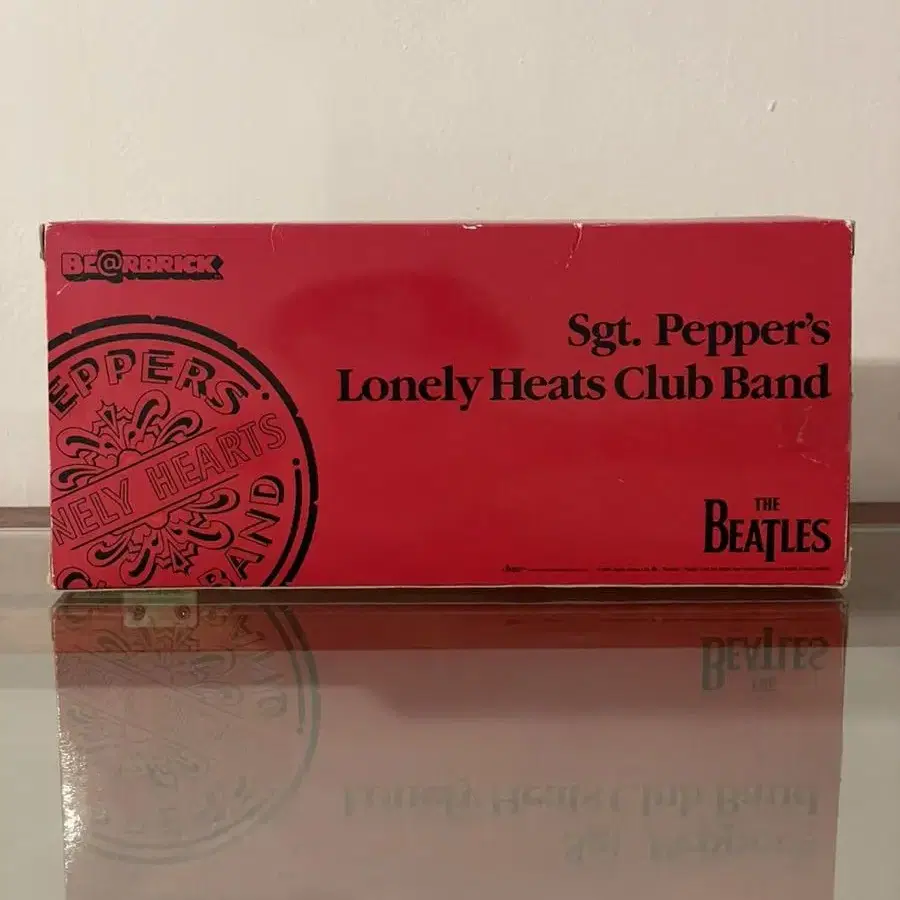 BE@RBRICK
Sgt. Pepper's
Lonely Heats Club Band
EPPERS
NELY HEARTS
BAND
THE
BEATLES